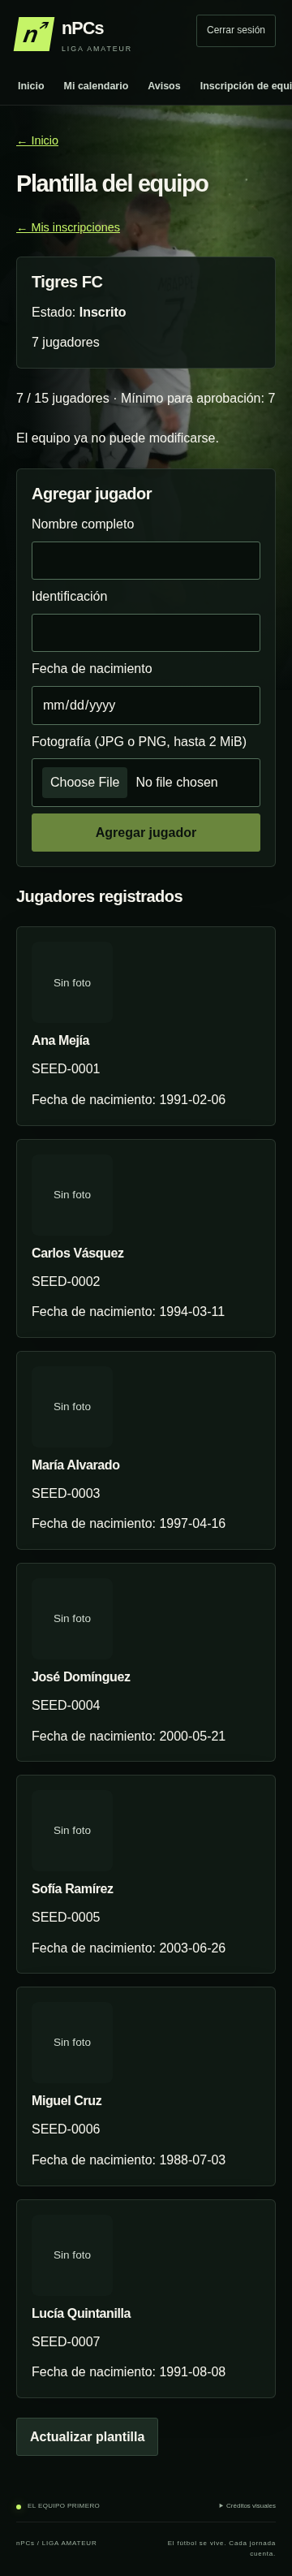 n
nPCs
LIGA AMATEUR
Cerrar sesión
Inicio Mi calendario Avisos Inscripción de equi
← Inicio
Plantilla del equipo
← Mis inscripciones
Tigres FC
Estado: Inscrito
7 jugadores
7 / 15 jugadores · Mínimo para aprobación: 7
El equipo ya no puede modificarse.
Agregar jugador
Nombre completo
Identificación
Fecha de nacimiento
mm/dd/yyyy
Fotografía (JPG o PNG, hasta 2 MiB)
Choose File No file chosen
Agregar jugador
Jugadores registrados
Sin foto
Ana Mejía
SEED-0001
Fecha de nacimiento: 1991-02-06
Sin foto
Carlos Vásquez
SEED-0002
Fecha de nacimiento: 1994-03-11
Sin foto
María Alvarado
SEED-0003
Fecha de nacimiento: 1997-04-16
Sin foto
José Domínguez
SEED-0004
Fecha de nacimiento: 2000-05-21
Sin foto
Sofía Ramírez
SEED-0005
Fecha de nacimiento: 2003-06-26
Sin foto
Miguel Cruz
SEED-0006
Fecha de nacimiento: 1988-07-03
Sin foto
Lucía Quintanilla
SEED-0007
Fecha de nacimiento: 1991-08-08
Actualizar plantilla
EL EQUIPO PRIMERO
▶ Créditos visuales
nPCs / LIGA AMATEUR
El fútbol se vive. Cada jornada
cuenta.